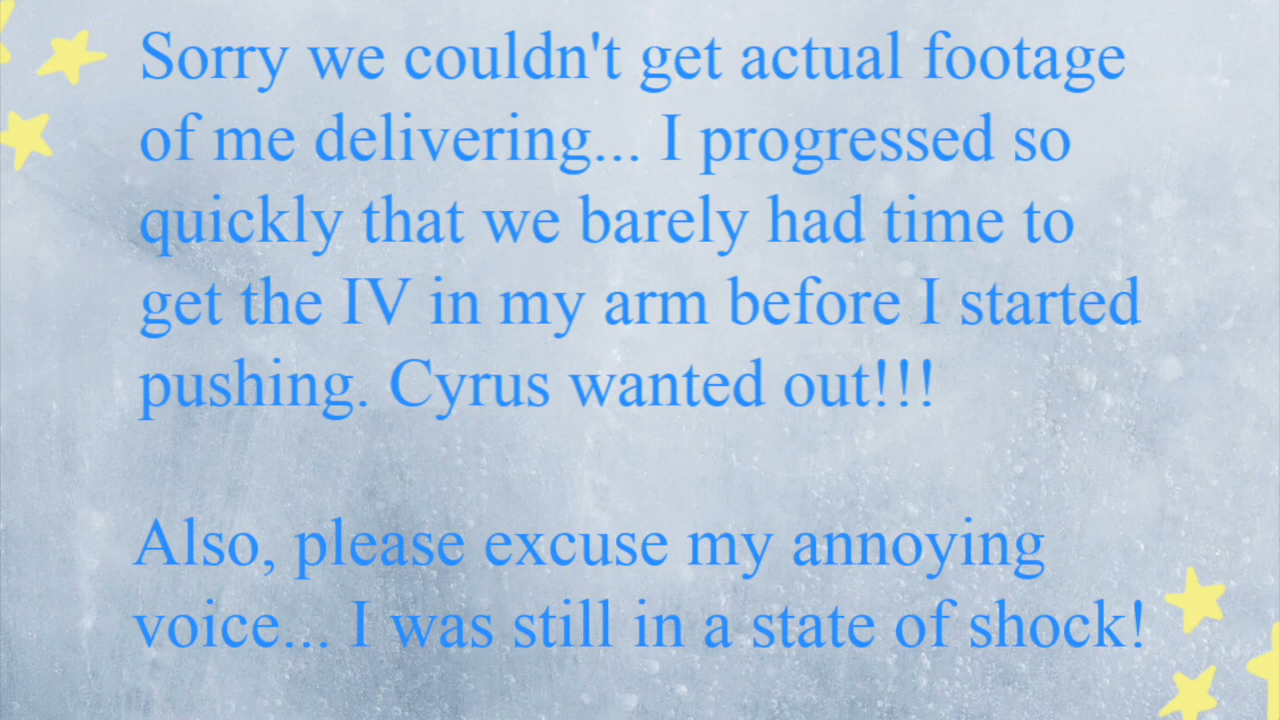 Sorry we couldn't get actual footage
of me delivering... I progressed so
quickly that we barely had time to
get the IV in my arm before I started
pushing. Cyrus wanted out!!!
Also, please excuse my annoying
voice... I was still in a state of shock!